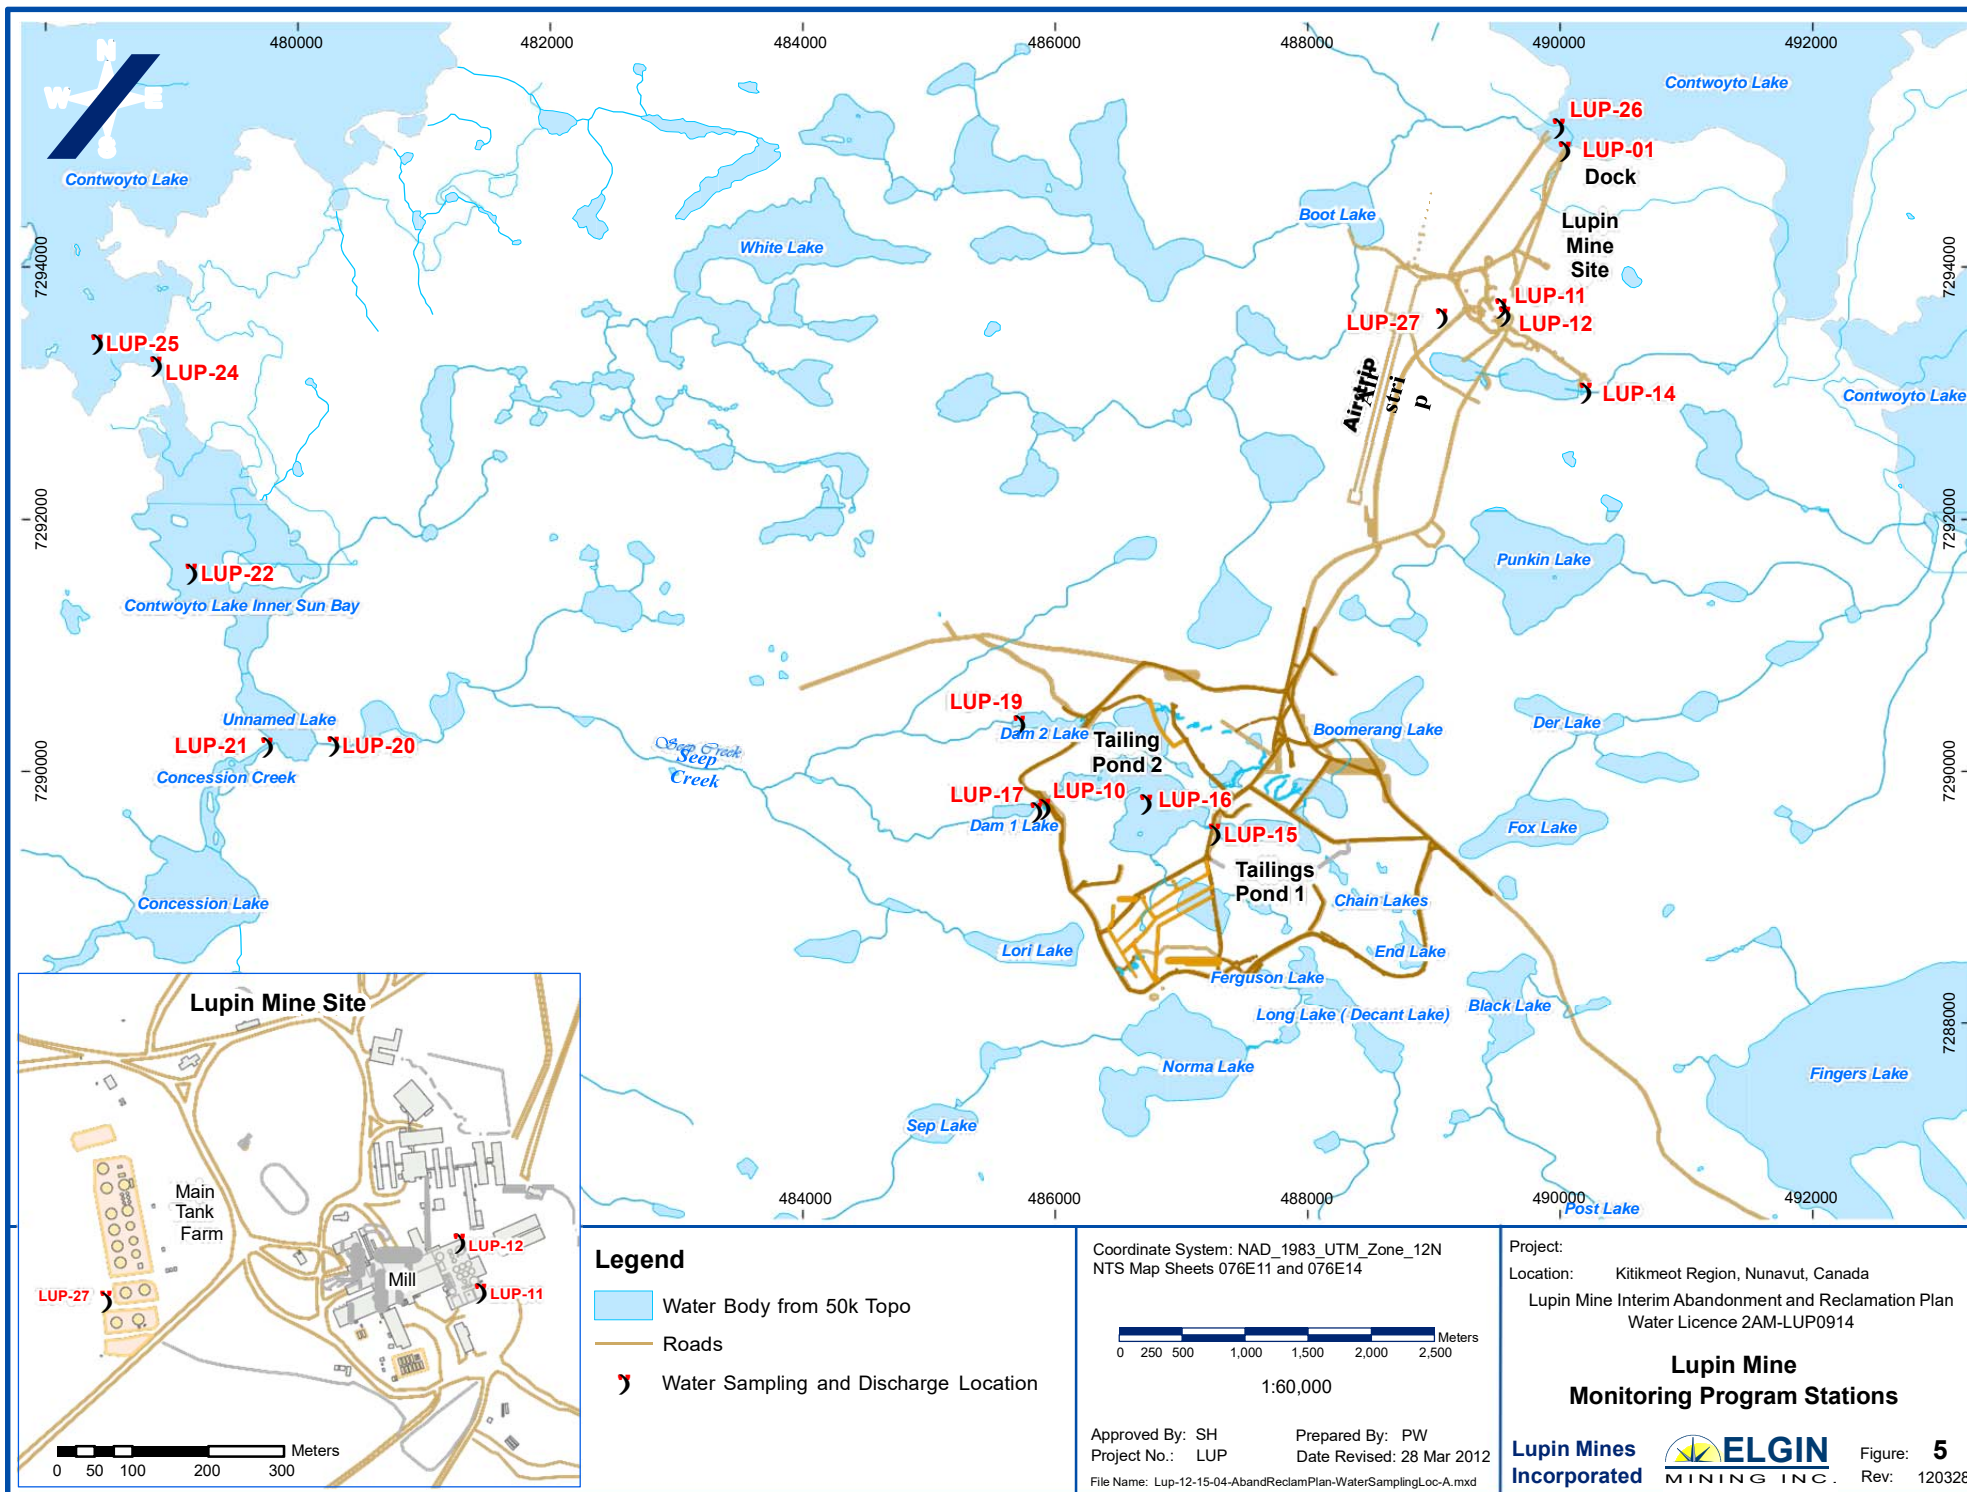 480000
482000
484000
486000
488000
490000
492000
N
W E
S
Contwoyto Lake
Contwoyto Lake
LUP-26
LUP-01
Dock
Boot Lake
Lupin
Mine
Site
White Lake
7294000
7294000
LUP-11
LUP-12
LUP-27
LUP-25
LUP-24
Airstrip
Air
stri
p
LUP-14
Contwoyto Lake
7292000
7292000
Punkin Lake
LUP-22
Contwoyto Lake Inner Sun Bay
LUP-19
Unnamed Lake
Dam 2 Lake
Tailing
Pond 2
Boomerang Lake
Der Lake
LUP-21
LUP-20
Seep Creek
Seep
Creek
Concession Creek
7290000
7290000
LUP-17
LUP-10
LUP-16
Dam 1 Lake
LUP-15
Fox Lake
Tailings
Pond 1
Concession Lake
Chain Lakes
Lori Lake
End Lake
Ferguson Lake
Long Lake ( Decant Lake)
Black Lake
7288000
Norma Lake
Fingers Lake
Sep Lake
484000
486000
488000
490000
492000
Post Lake
Lupin Mine Site
Main
Tank
Farm
LUP-12
Mill
LUP-27
LUP-11
Meters
0 50 100 200 300
Legend
Water Body from 50k Topo
Roads
Water Sampling and Discharge Location
Coordinate System: NAD_1983_UTM_Zone_12N
NTS Map Sheets 076E11 and 076E14
Meters
0 250 500 1,000 1,500 2,000 2,500
1:60,000
Approved By: SH Prepared By: PW
Project No.: LUP Date Revised: 28 Mar 2012
File Name: Lup-12-15-04-AbandReclamPlan-WaterSamplingLoc-A.mxd
Project:
Location: Kitikmeot Region, Nunavut, Canada
Lupin Mine Interim Abandonment and Reclamation Plan
Water Licence 2AM-LUP0914
Lupin Mine
Monitoring Program Stations
Lupin Mines
Incorporated
ELGIN
MINING INC.
Figure: 5
Rev: 120328